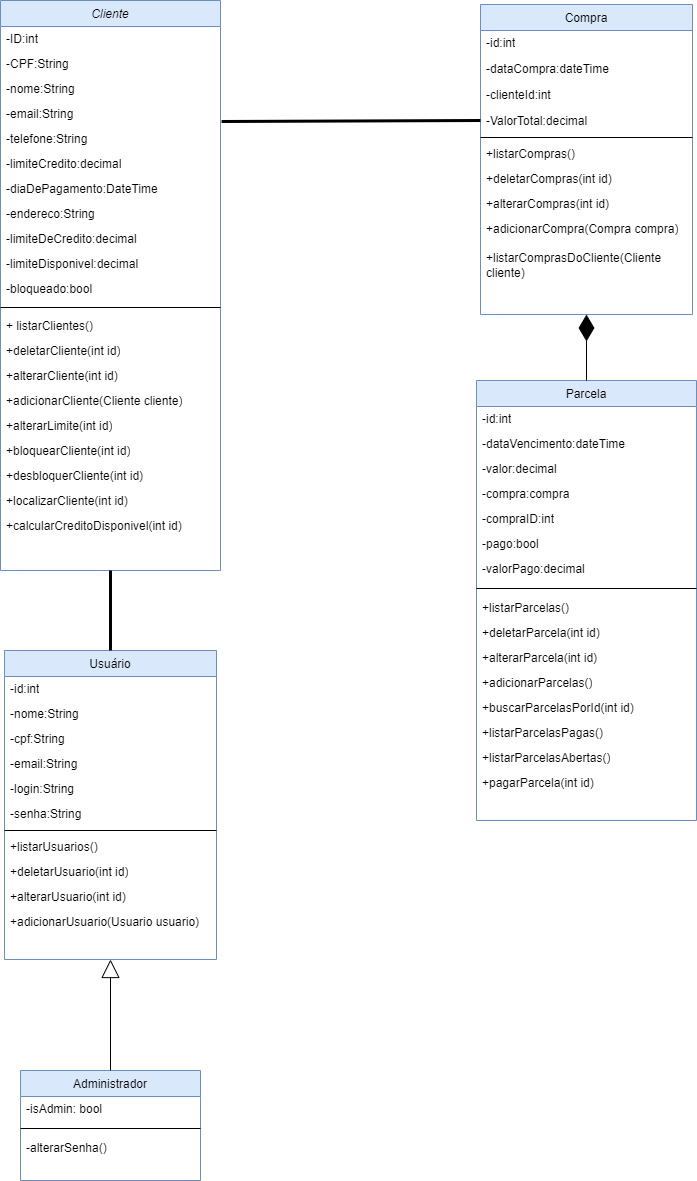 Cliente
-ID:int
-CPF:String
-nome:String
-email:String
-telefone:String
-limiteCredito:decimal
-diaDePagamento:DateTime
-endereco:String
-limiteDeCredito:decimal
-limiteDisponivel:decimal
-bloqueado:bool
+ listarClientes()
+deletarCliente(int id)
+alterarCliente(int id)
+adicionarCliente(Cliente cliente)
+alterarLimite(int id)
+bloquearCliente(int id)
+desbloquerCliente(int id)
+localizarCliente(int id)
+calcularCreditoDisponivel(int id)
Compra
-id:int
-dataCompra:dateTime
-clienteId:int
-ValorTotal:decimal
+listarCompras()
+deletarCompras(int id)
+alterarCompras(int id)
+adicionarCompra(Compra compra)
+listarComprasDoCliente(Cliente
cliente)
Parcela
-id:int
-dataVencimento:dateTime
-valor:decimal
-compra:compra
-compraID:int
-pago:bool
-valorPago:decimal
+listarParcelas()
+deletarParcela(int id)
+alterarParcela(int id)
+adicionarParcelas()
+buscarParcelasPorId(int id)
+listarParcelasPagas()
+listarParcelasAbertas()
+pagarParcela(int id)
Usuário
-id:int
-nome:String
-cpf:String
-email:String
-login:String
-senha:String
+listarUsuarios()
+deletarUsuario(int id)
+alterarUsuario(int id)
+adicionarUsuario(Usuario usuario)
Administrador
-isAdmin: bool
-alterarSenha()